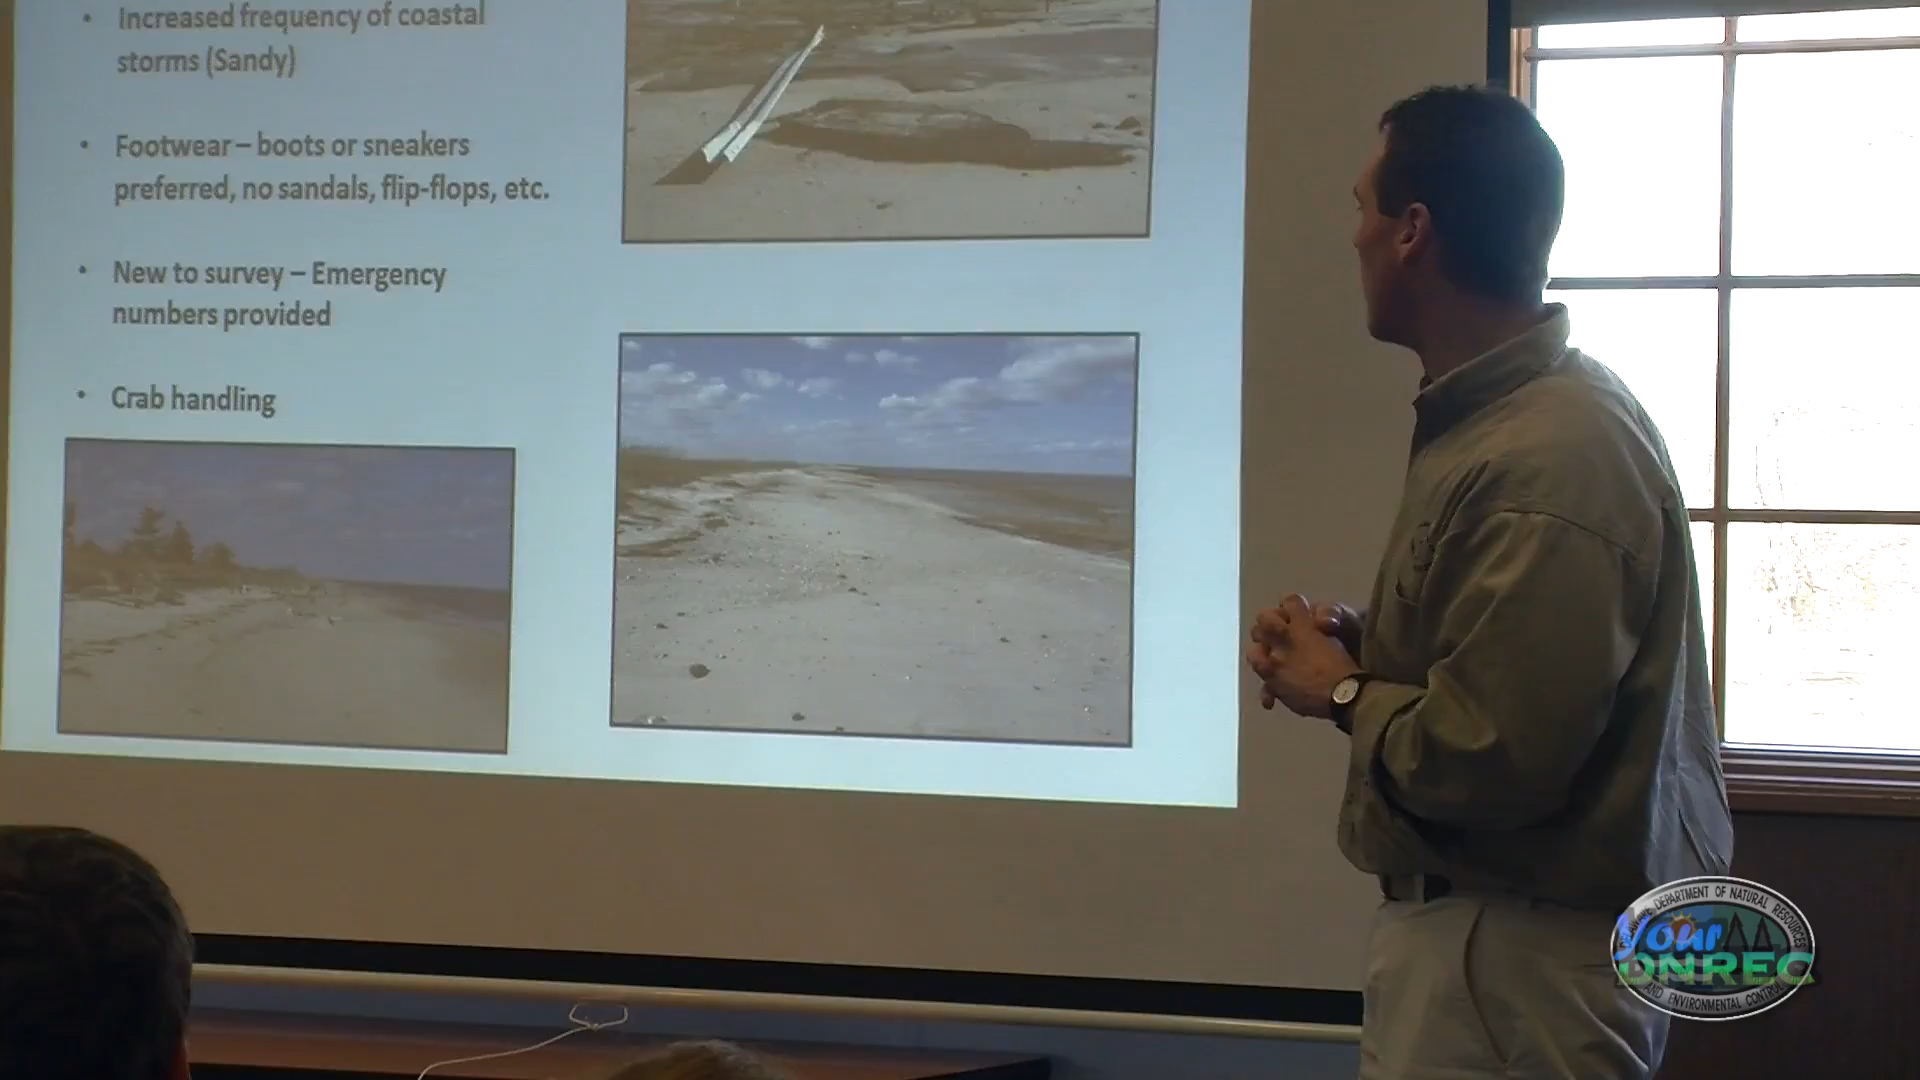 • Increased frequency of coastal
storms (Sandy)
• Footwear – boots or sneakers
preferred, no sandals, flip-flops, etc.
• New to survey – Emergency
numbers provided
• Crab handling
DELAWARE DEPARTMENT OF NATURAL RESOURCES
Your
DNREC
AND ENVIRONMENTAL CONTROL